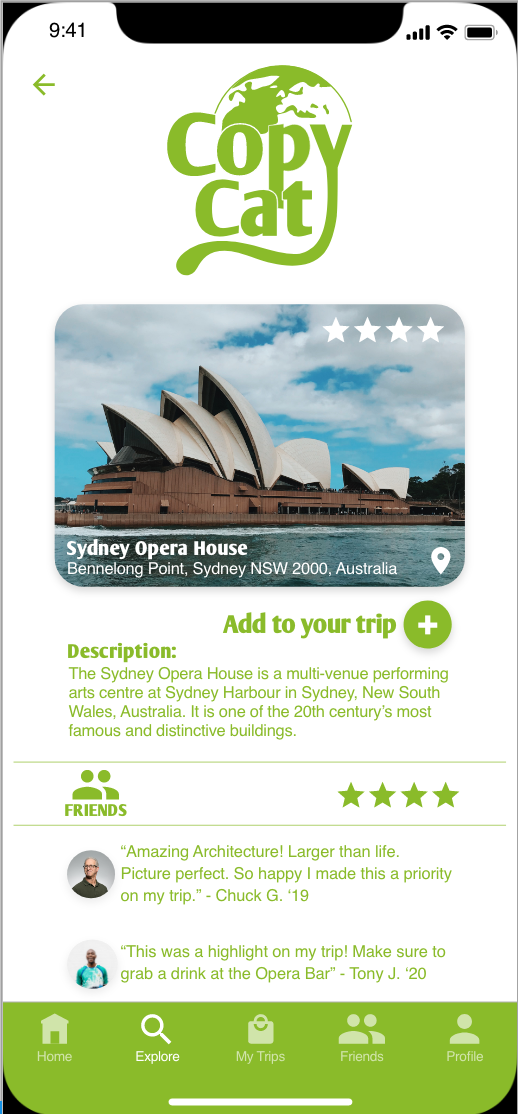 9:41
Copy
Cat
Sydney Opera House
Bennelong Point, Sydney NSW 2000, Australia
Add to your trip
Description:
The Sydney Opera House is a multi-venue performing
arts centre at Sydney Harbour in Sydney, New South
Wales, Australia. It is one of the 20th century’s most
famous and distinctive buildings.
FRIENDS
“Amazing Architecture! Larger than life.
Picture perfect. So happy I made this a priority
on my trip.” - Chuck G. ‘19
“This was a highlight on my trip! Make sure to
grab a drink at the Opera Bar” - Tony J. ‘20
Home Explore My Trips Friends Profile